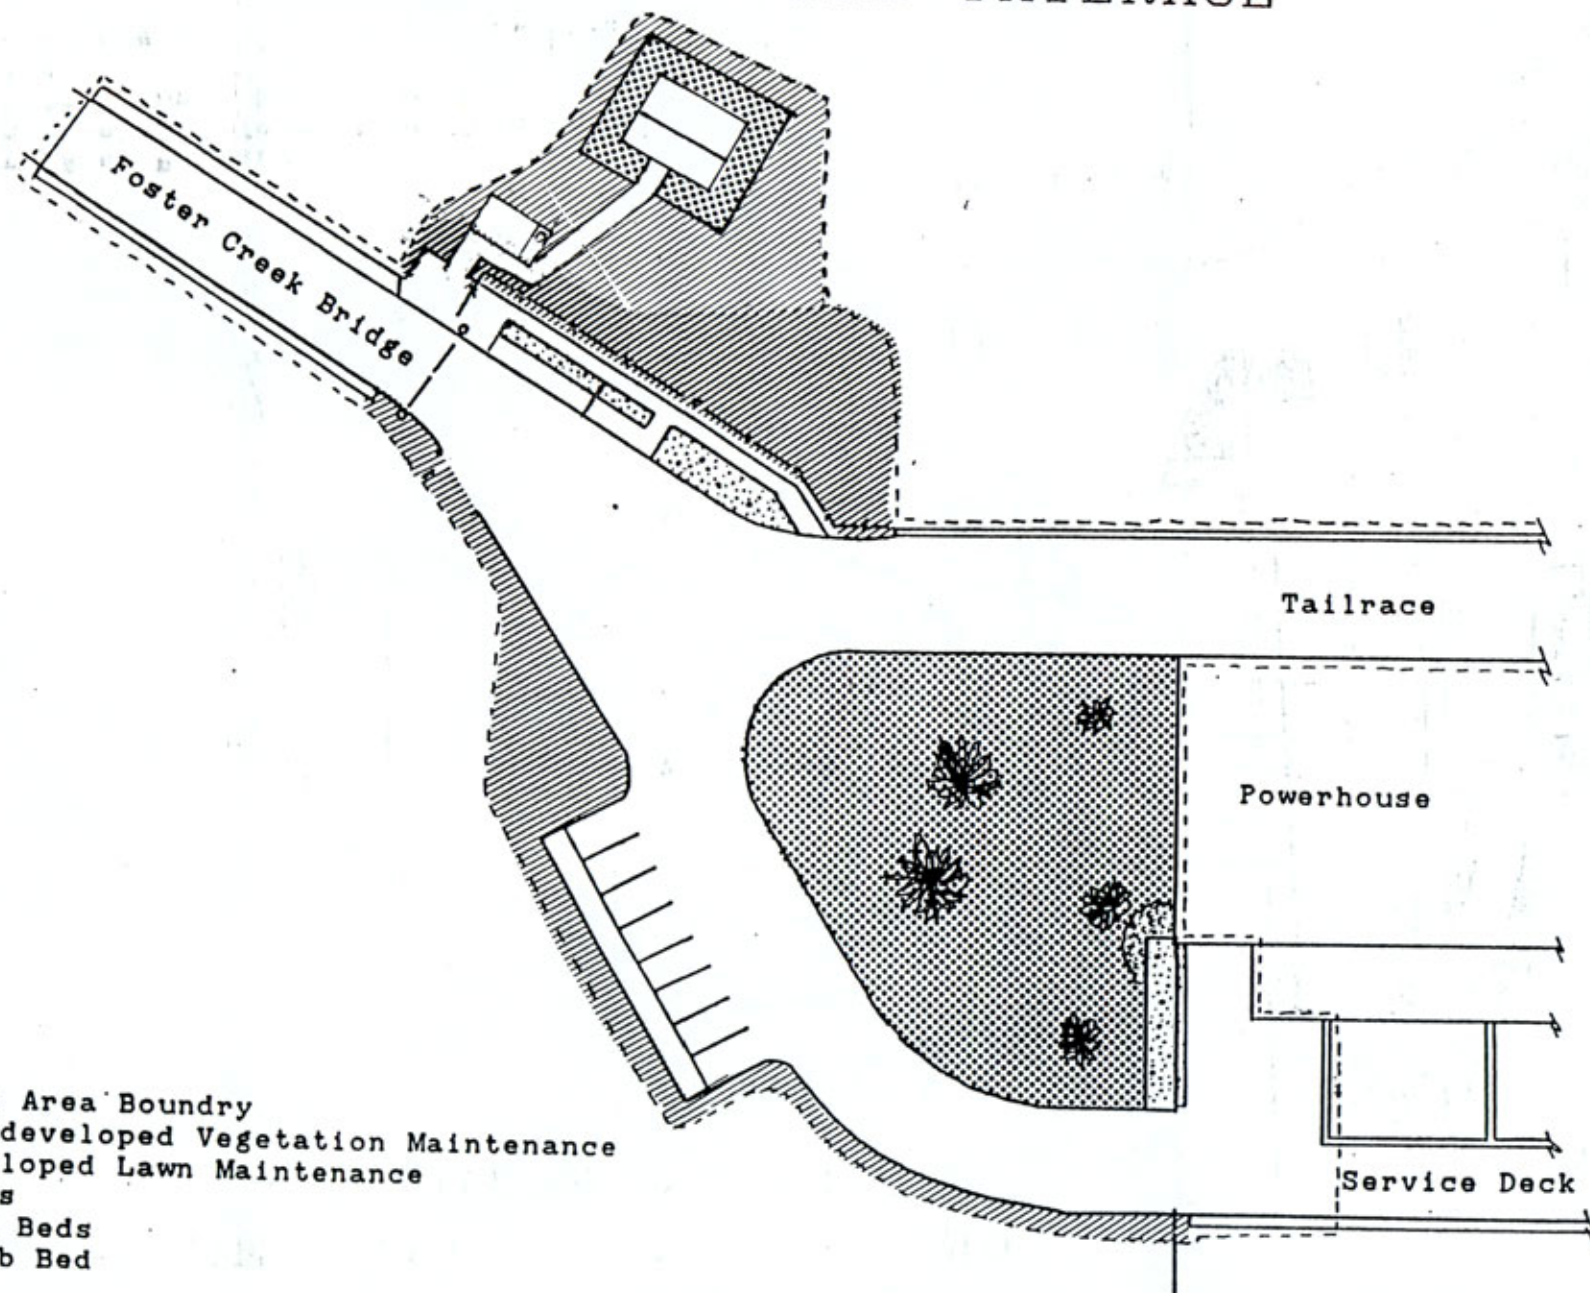 Foster Creek Bridge
Tailrace
Powerhouse
Area Boundry
developed Vegetation Maintenance
loped Lawn Maintenance
s
Beds
b Bed
Service Deck